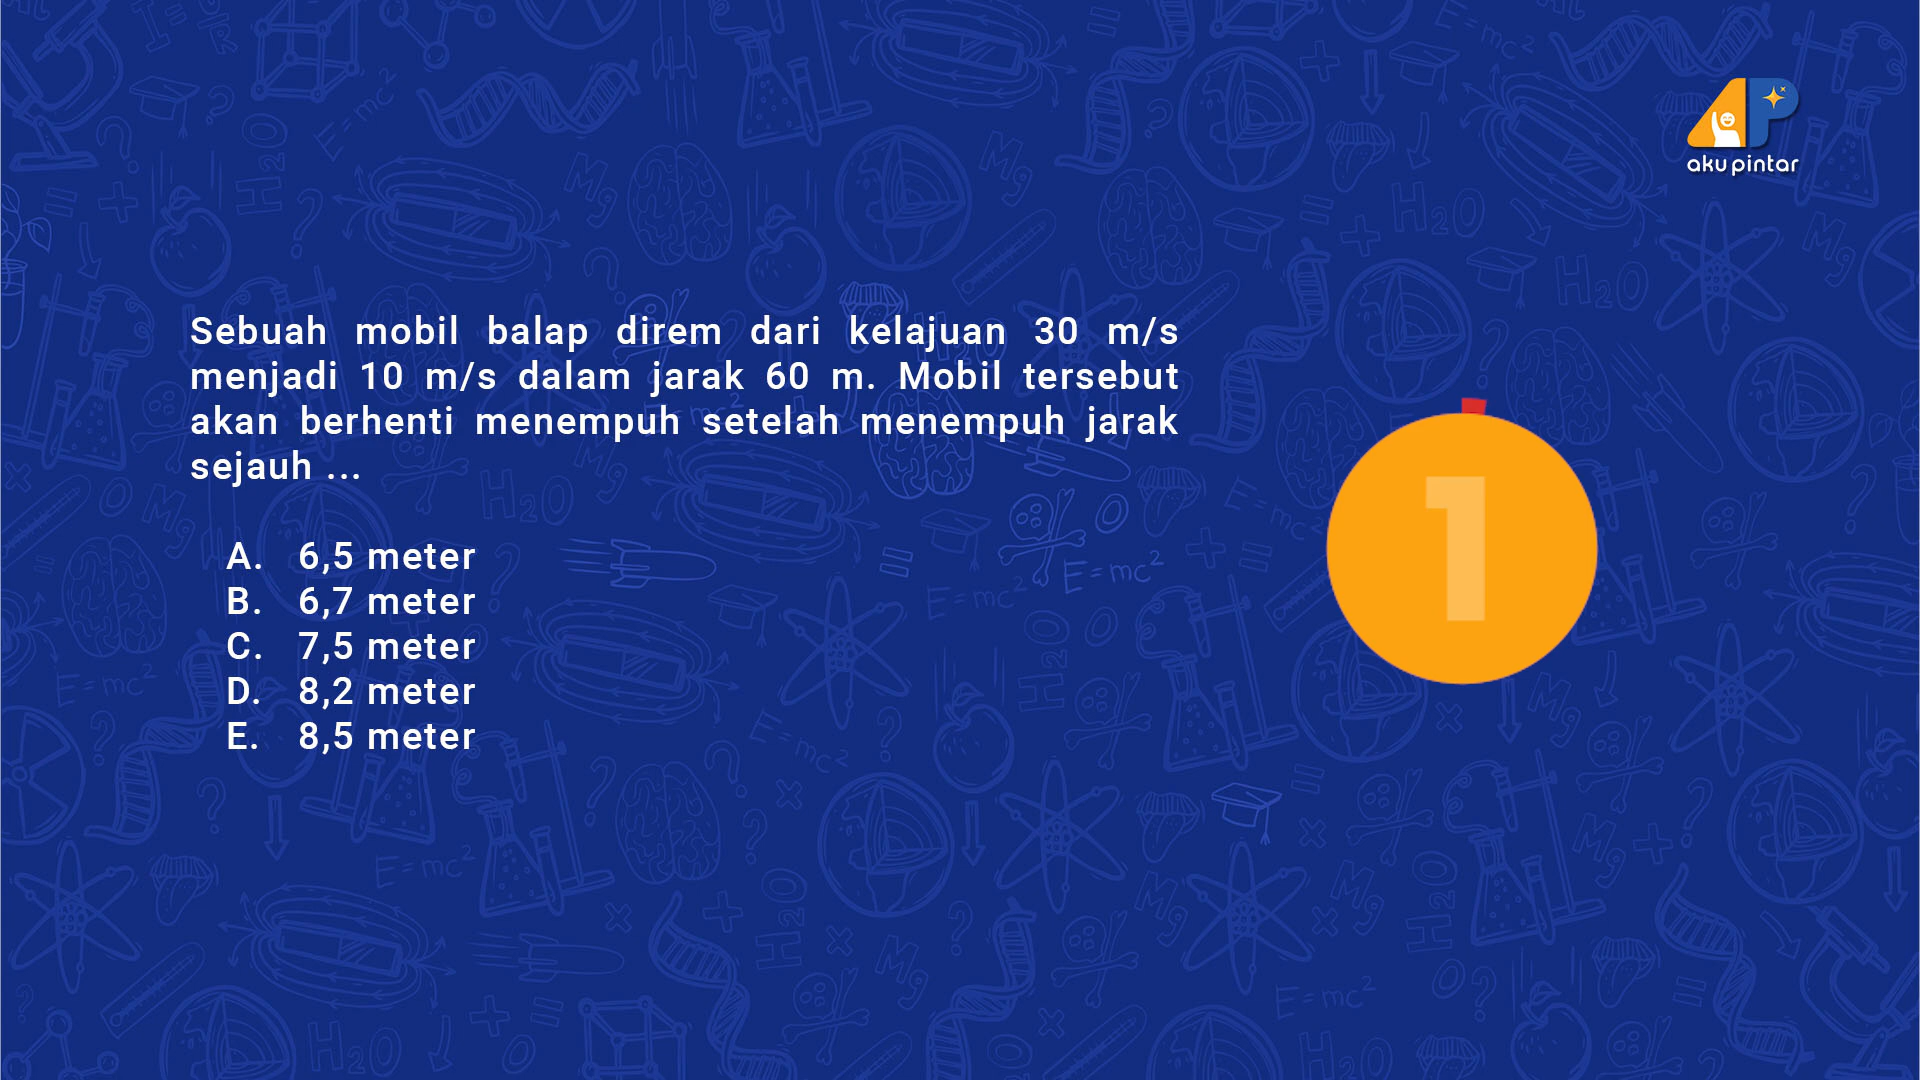 aku pintar
Sebuah mobil balap direm dari kelajuan 30 m/s
menjadi 10 m/s dalam jarak 60 m. Mobil tersebut
akan berhenti menempuh setelah menempuh jarak
sejauh ...
A. 6,5 meter
B. 6,7 meter
C. 7,5 meter
D. 8,2 meter
E. 8,5 meter
1